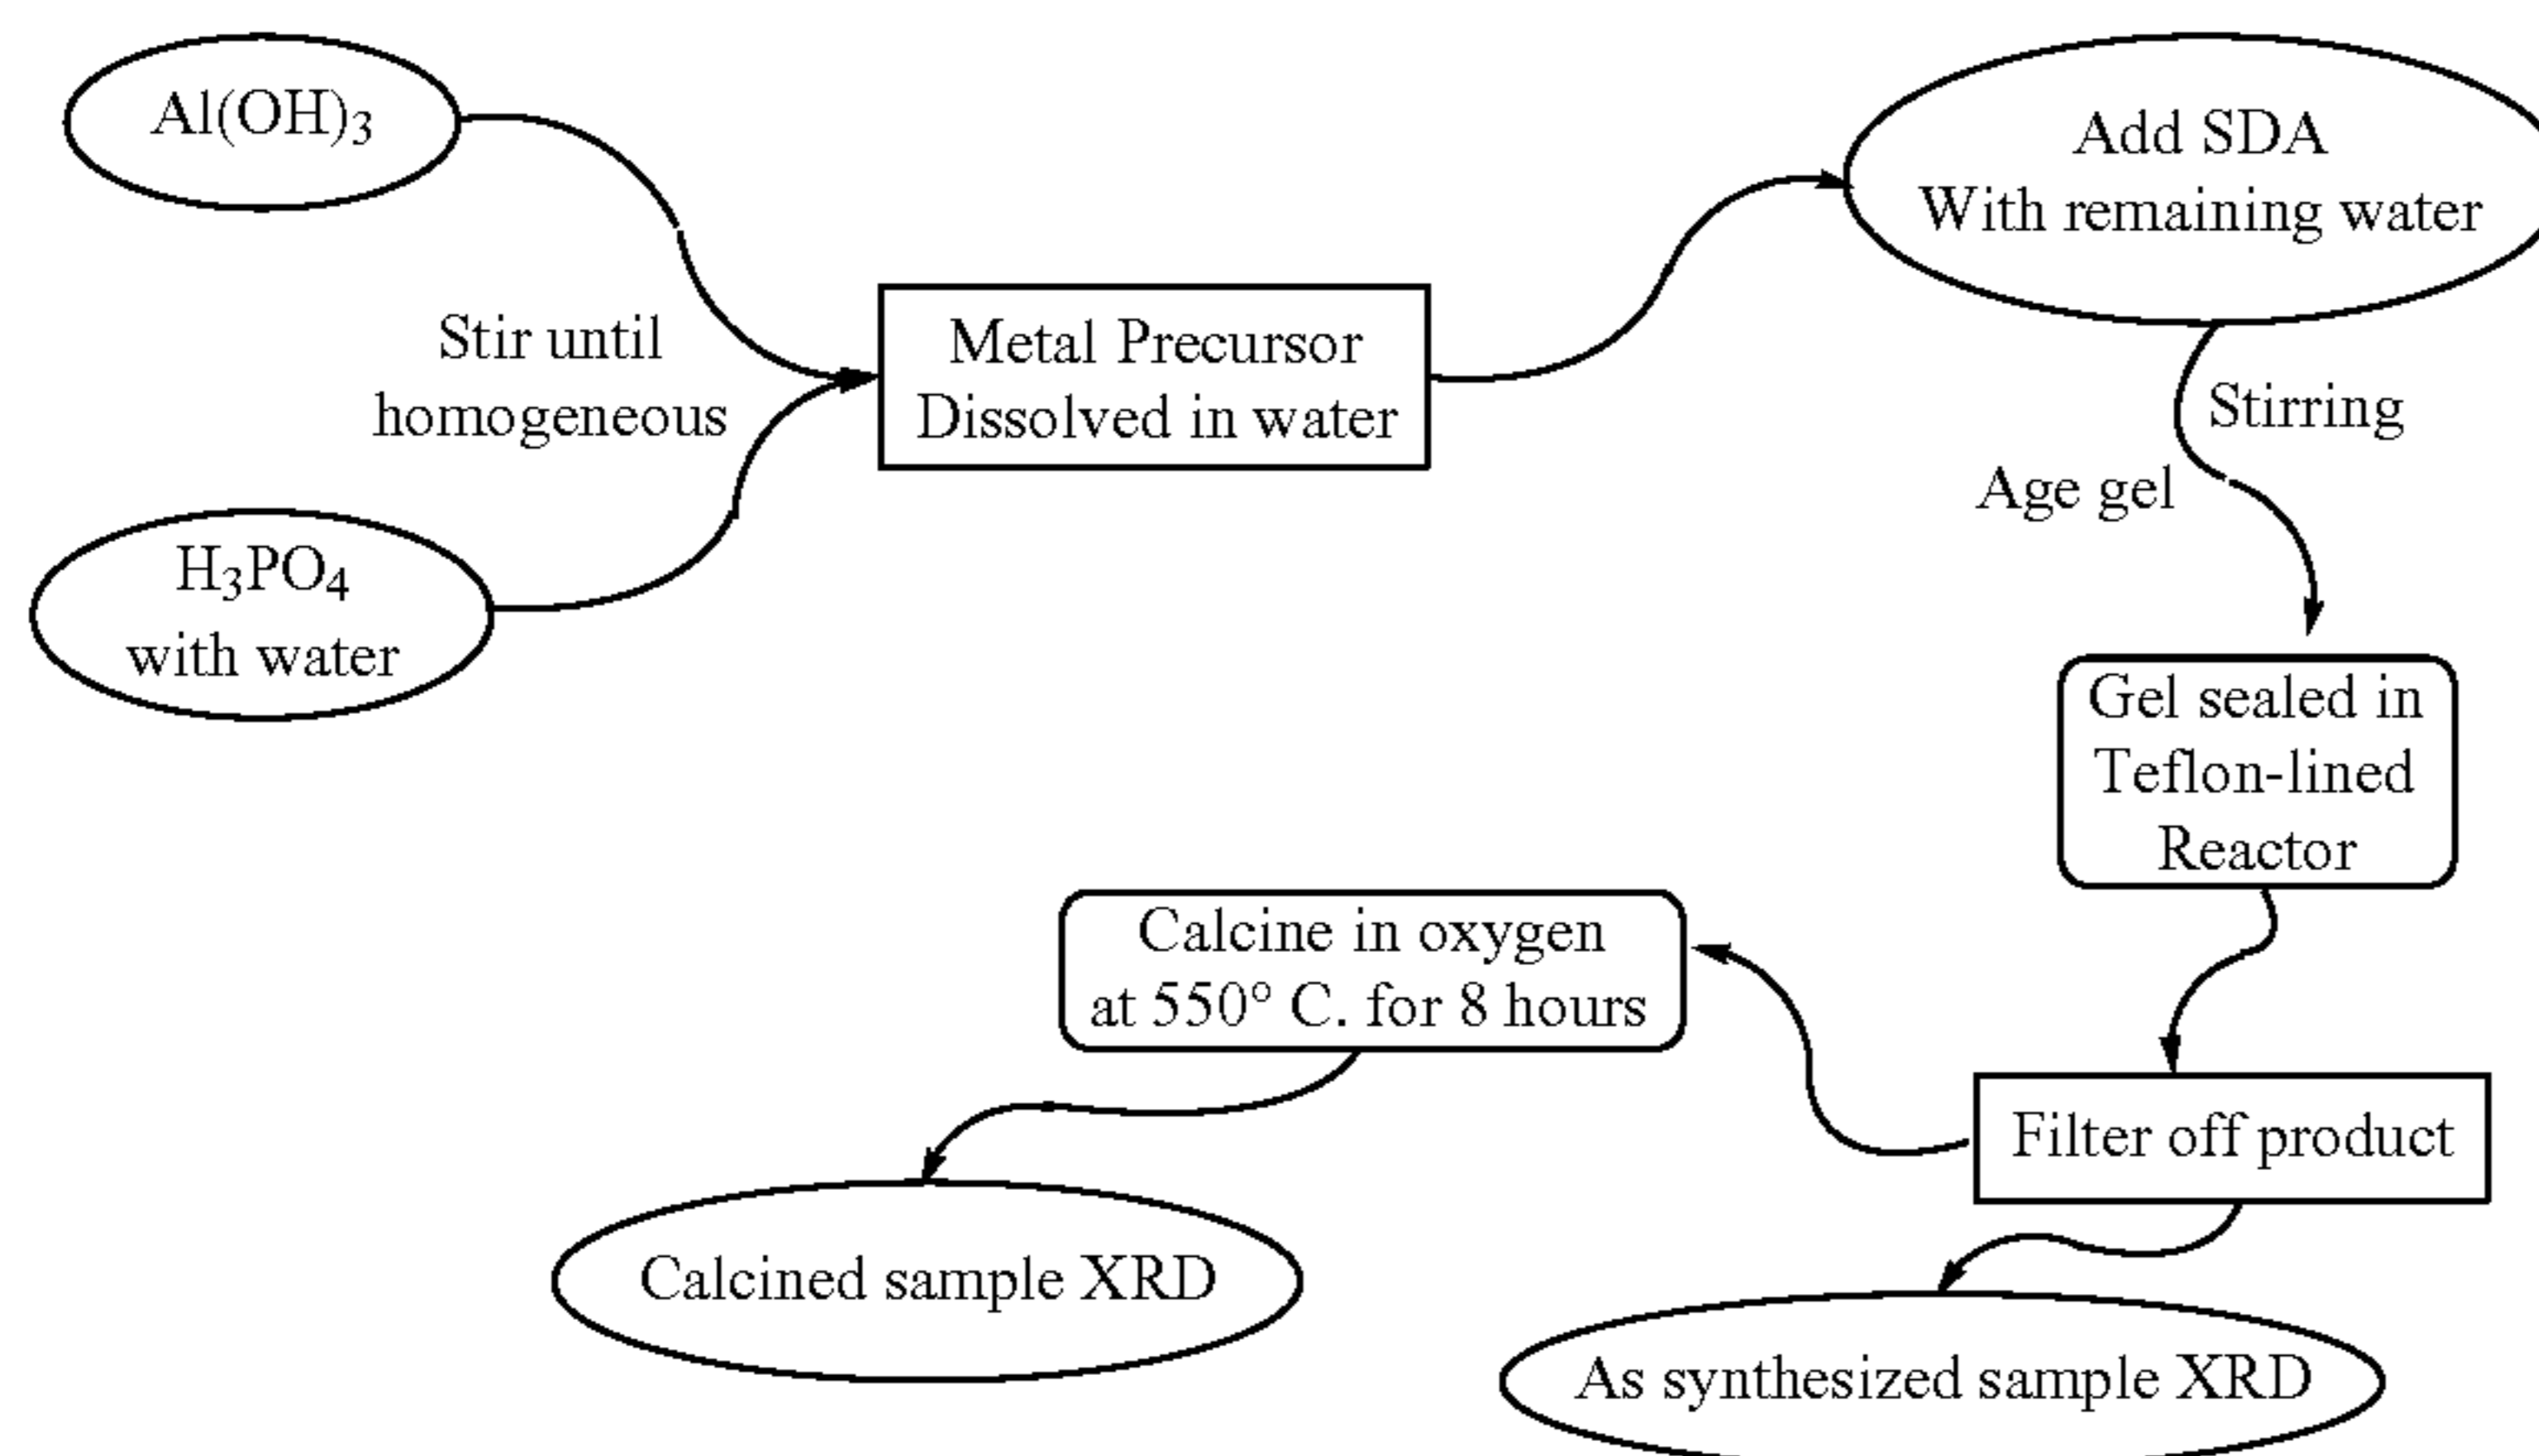 Al(OH)₃
Stir until
homogeneous
H₃PO₄
with water
Metal Precursor
Dissolved in water
Add SDA
With remaining water
Stirring
Age gel
Gel sealed in
Teflon-lined
Reactor
Filter off product
Calcine in oxygen
at 550° C. for 8 hours
Calcined sample XRD
As synthesized sample XRD